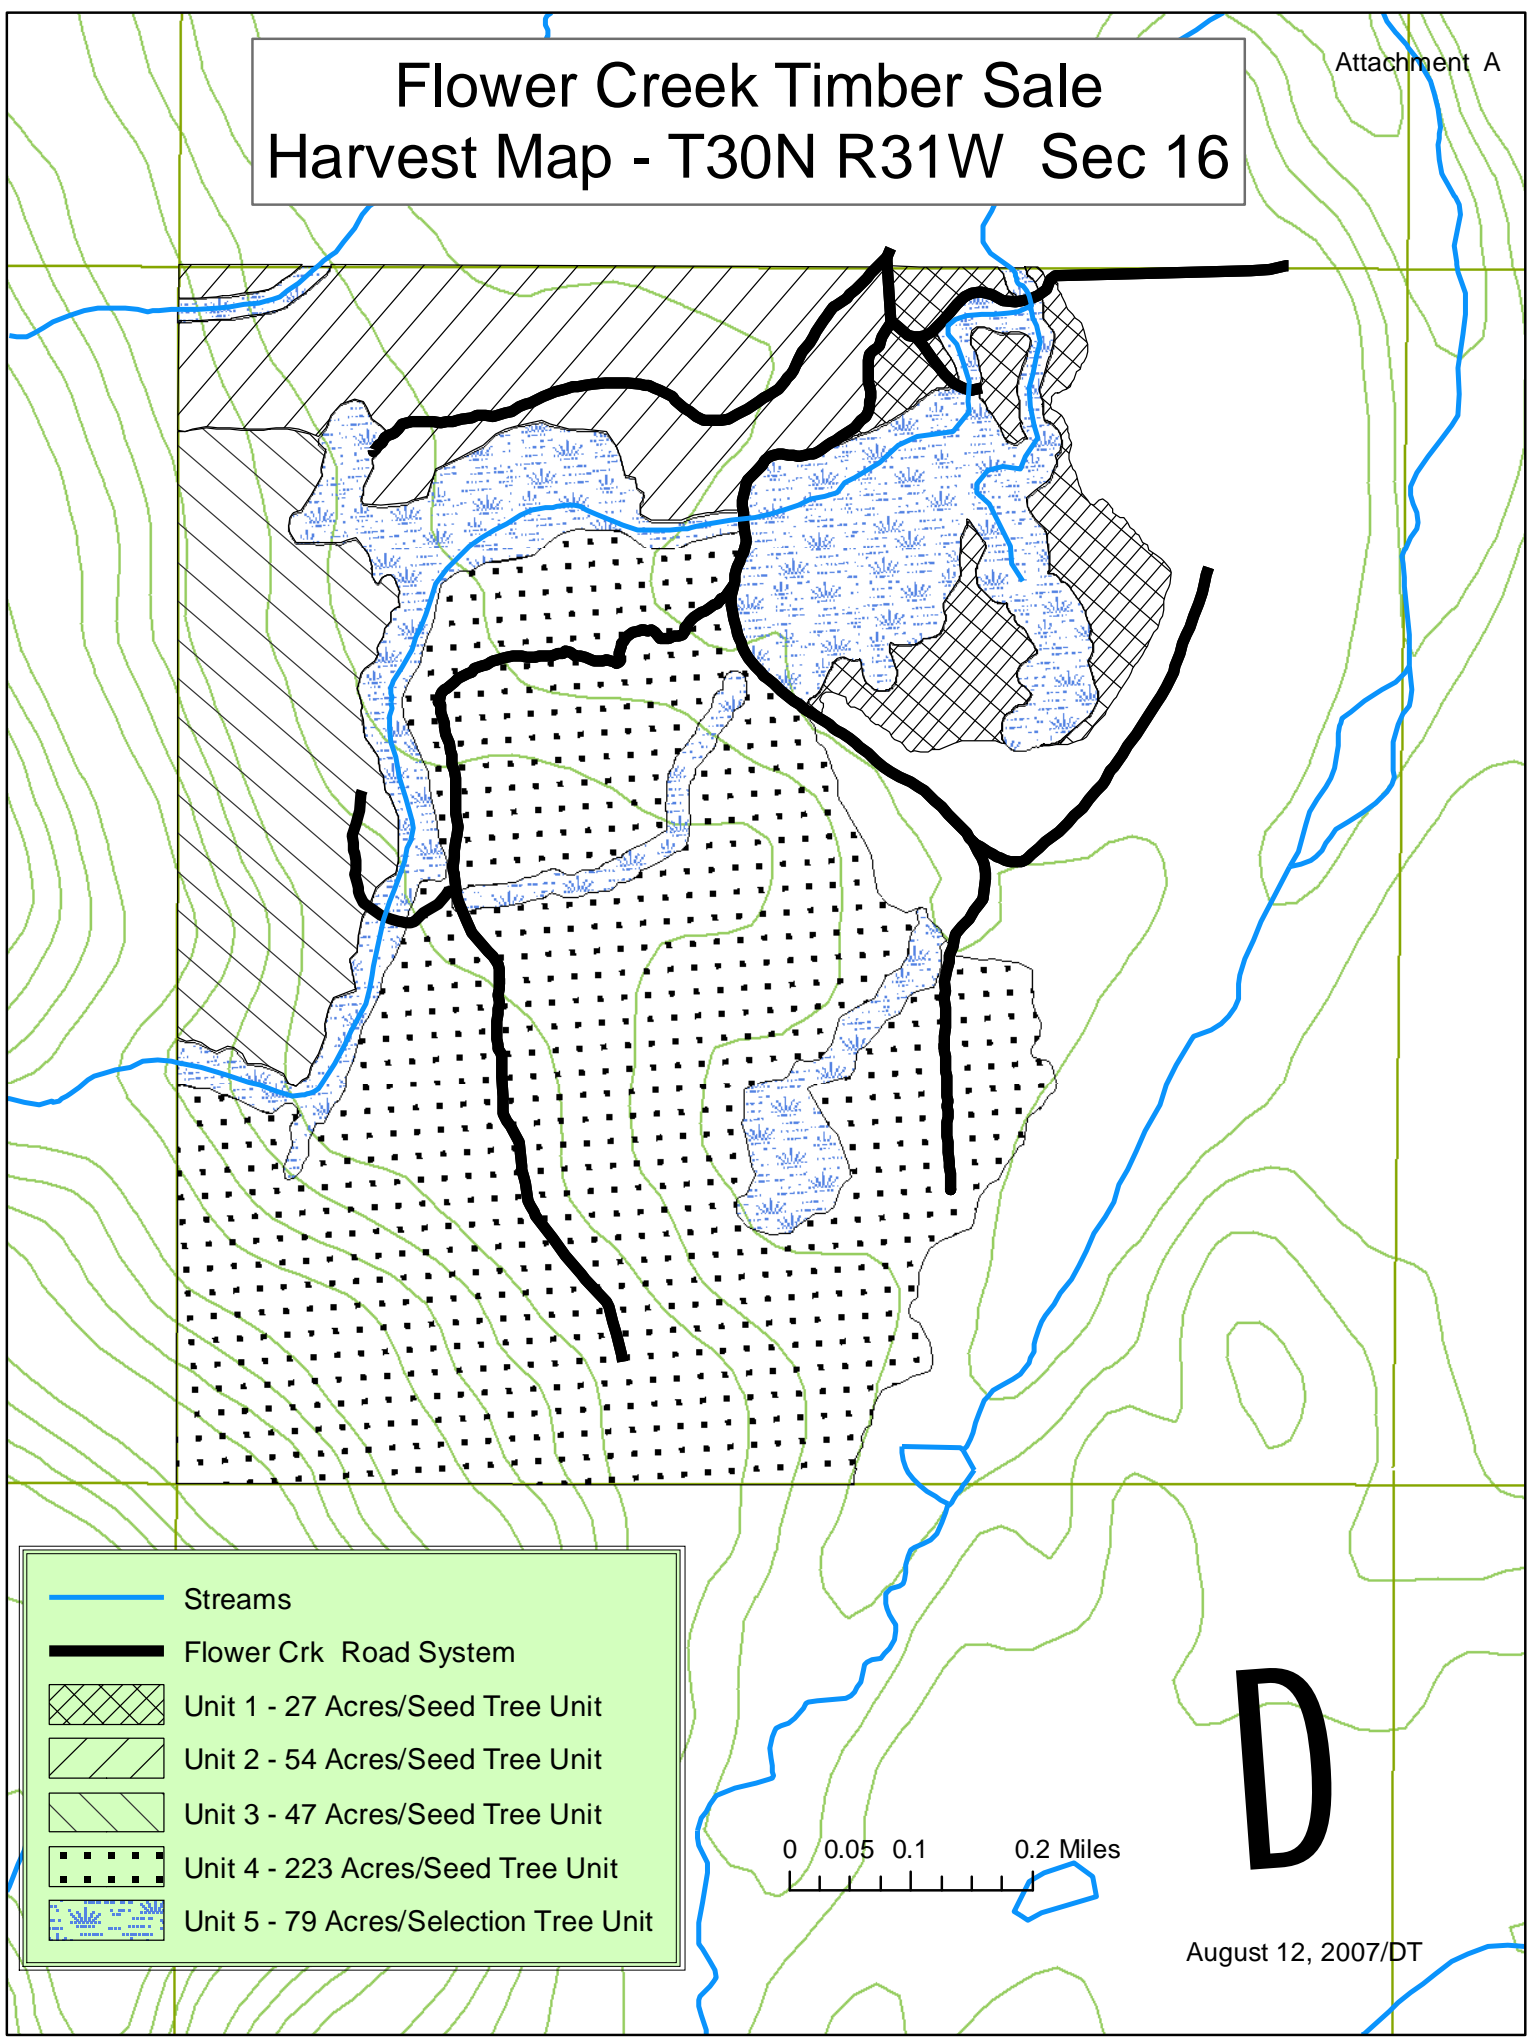 Attachment A
Flower Creek Timber Sale
Harvest Map - T30N R31W Sec 16
Streams
Flower Crk Road System
Unit 1 - 27 Acres/Seed Tree Unit
Unit 2 - 54 Acres/Seed Tree Unit
Unit 3 - 47 Acres/Seed Tree Unit
Unit 4 - 223 Acres/Seed Tree Unit
Unit 5 - 79 Acres/Selection Tree Unit
D
0 0.05 0.1 0.2 Miles
August 12, 2007/DT